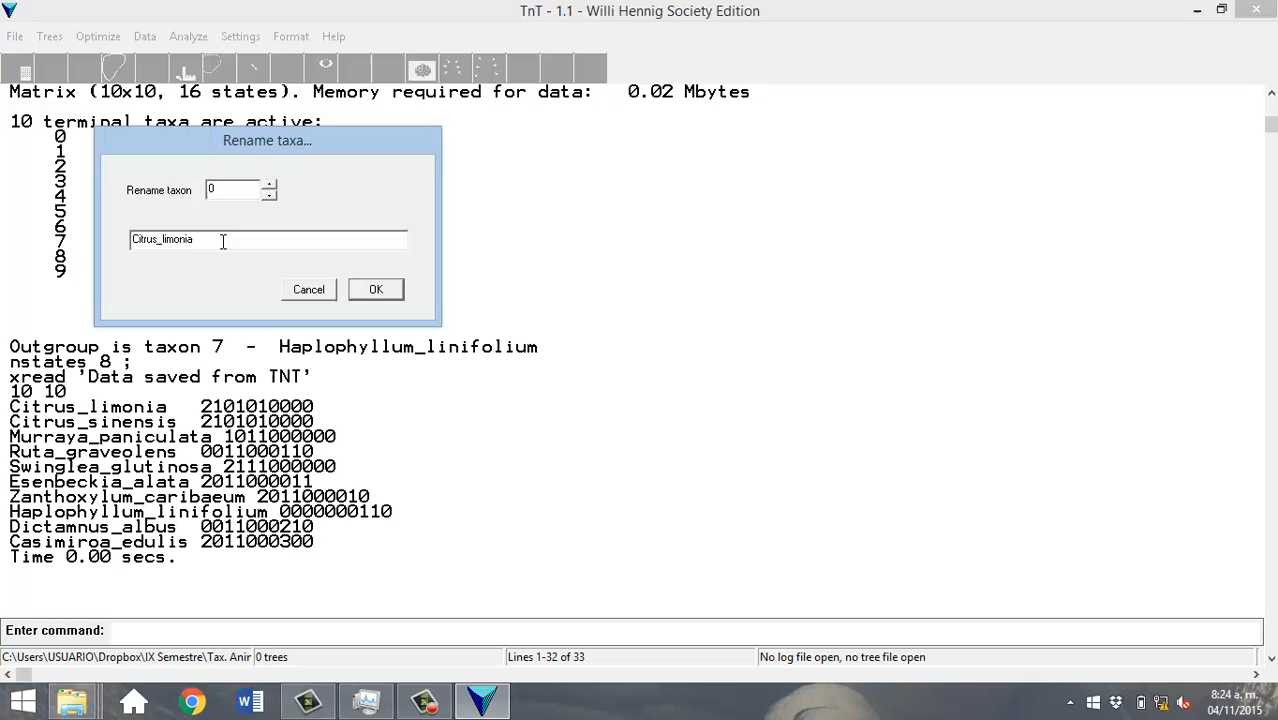 TnT - 1.1 - Willi Hennig Society Edition
File Trees Optimize Data Analyze Settings Format Help
Matrix (10x10, 16 states). Memory required for data: 0.02 Mbytes
10 terminal taxa are active:
0
1
2
3
4
5
6
7
8
9
Rename taxa...
Rename taxon 0
Citrus_limonia
Cancel OK
Outgroup is taxon 7 - Haplophyllum_linifolium
nstates 8 ;
xread 'Data saved from TNT'
10 10
Citrus_limonia 2101010000
Citrus_sinensis 2101010000
Murraya_paniculata 1011000000
Ruta_graveolens 0011000110
Swinglea_glutinosa 2111000000
Esenbeckia_alata 2011000011
Zanthoxylum_caribaeum 2011000010
Haplophyllum_linifolium 0000000110
Dictamnus_albus 0011000210
Casimiroa_edulis 2011000300
Time 0.00 secs.
Enter command:
C:\Users\USUARIO\Dropbox\IX Semestre\Tax. Anir 0 trees Lines 1-32 of 33 No log file open, no tree file open
8:24 a. m.
04/11/2015